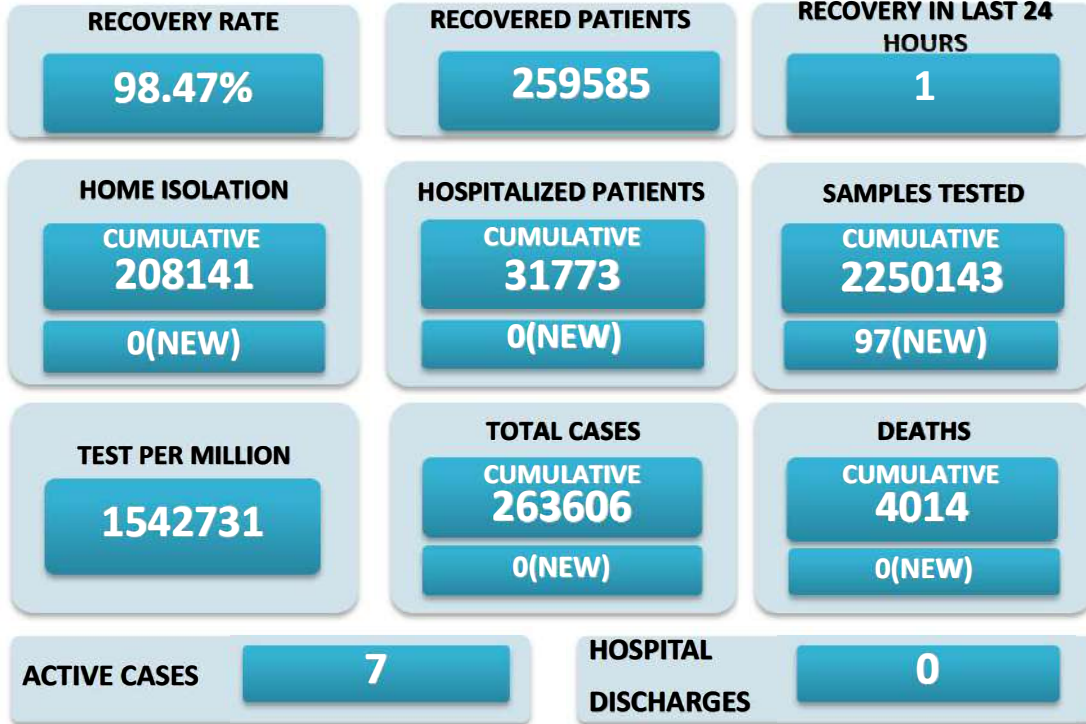 RECOVERY RATE
98.47%
RECOVERED PATIENTS
259585
RECOVERY IN LAST 24
HOURS
1
HOME ISOLATION
CUMULATIVE
208141
0(NEW)
HOSPITALIZED PATIENTS
CUMULATIVE
31773
0(NEW)
SAMPLES TESTED
CUMULATIVE
2250143
97(NEW)
TEST PER MILLION
1542731
TOTAL CASES
CUMULATIVE
263606
0(NEW)
DEATHS
CUMULATIVE
4014
0(NEW)
ACTIVE CASES
7
HOSPITAL
DISCHARGES
0